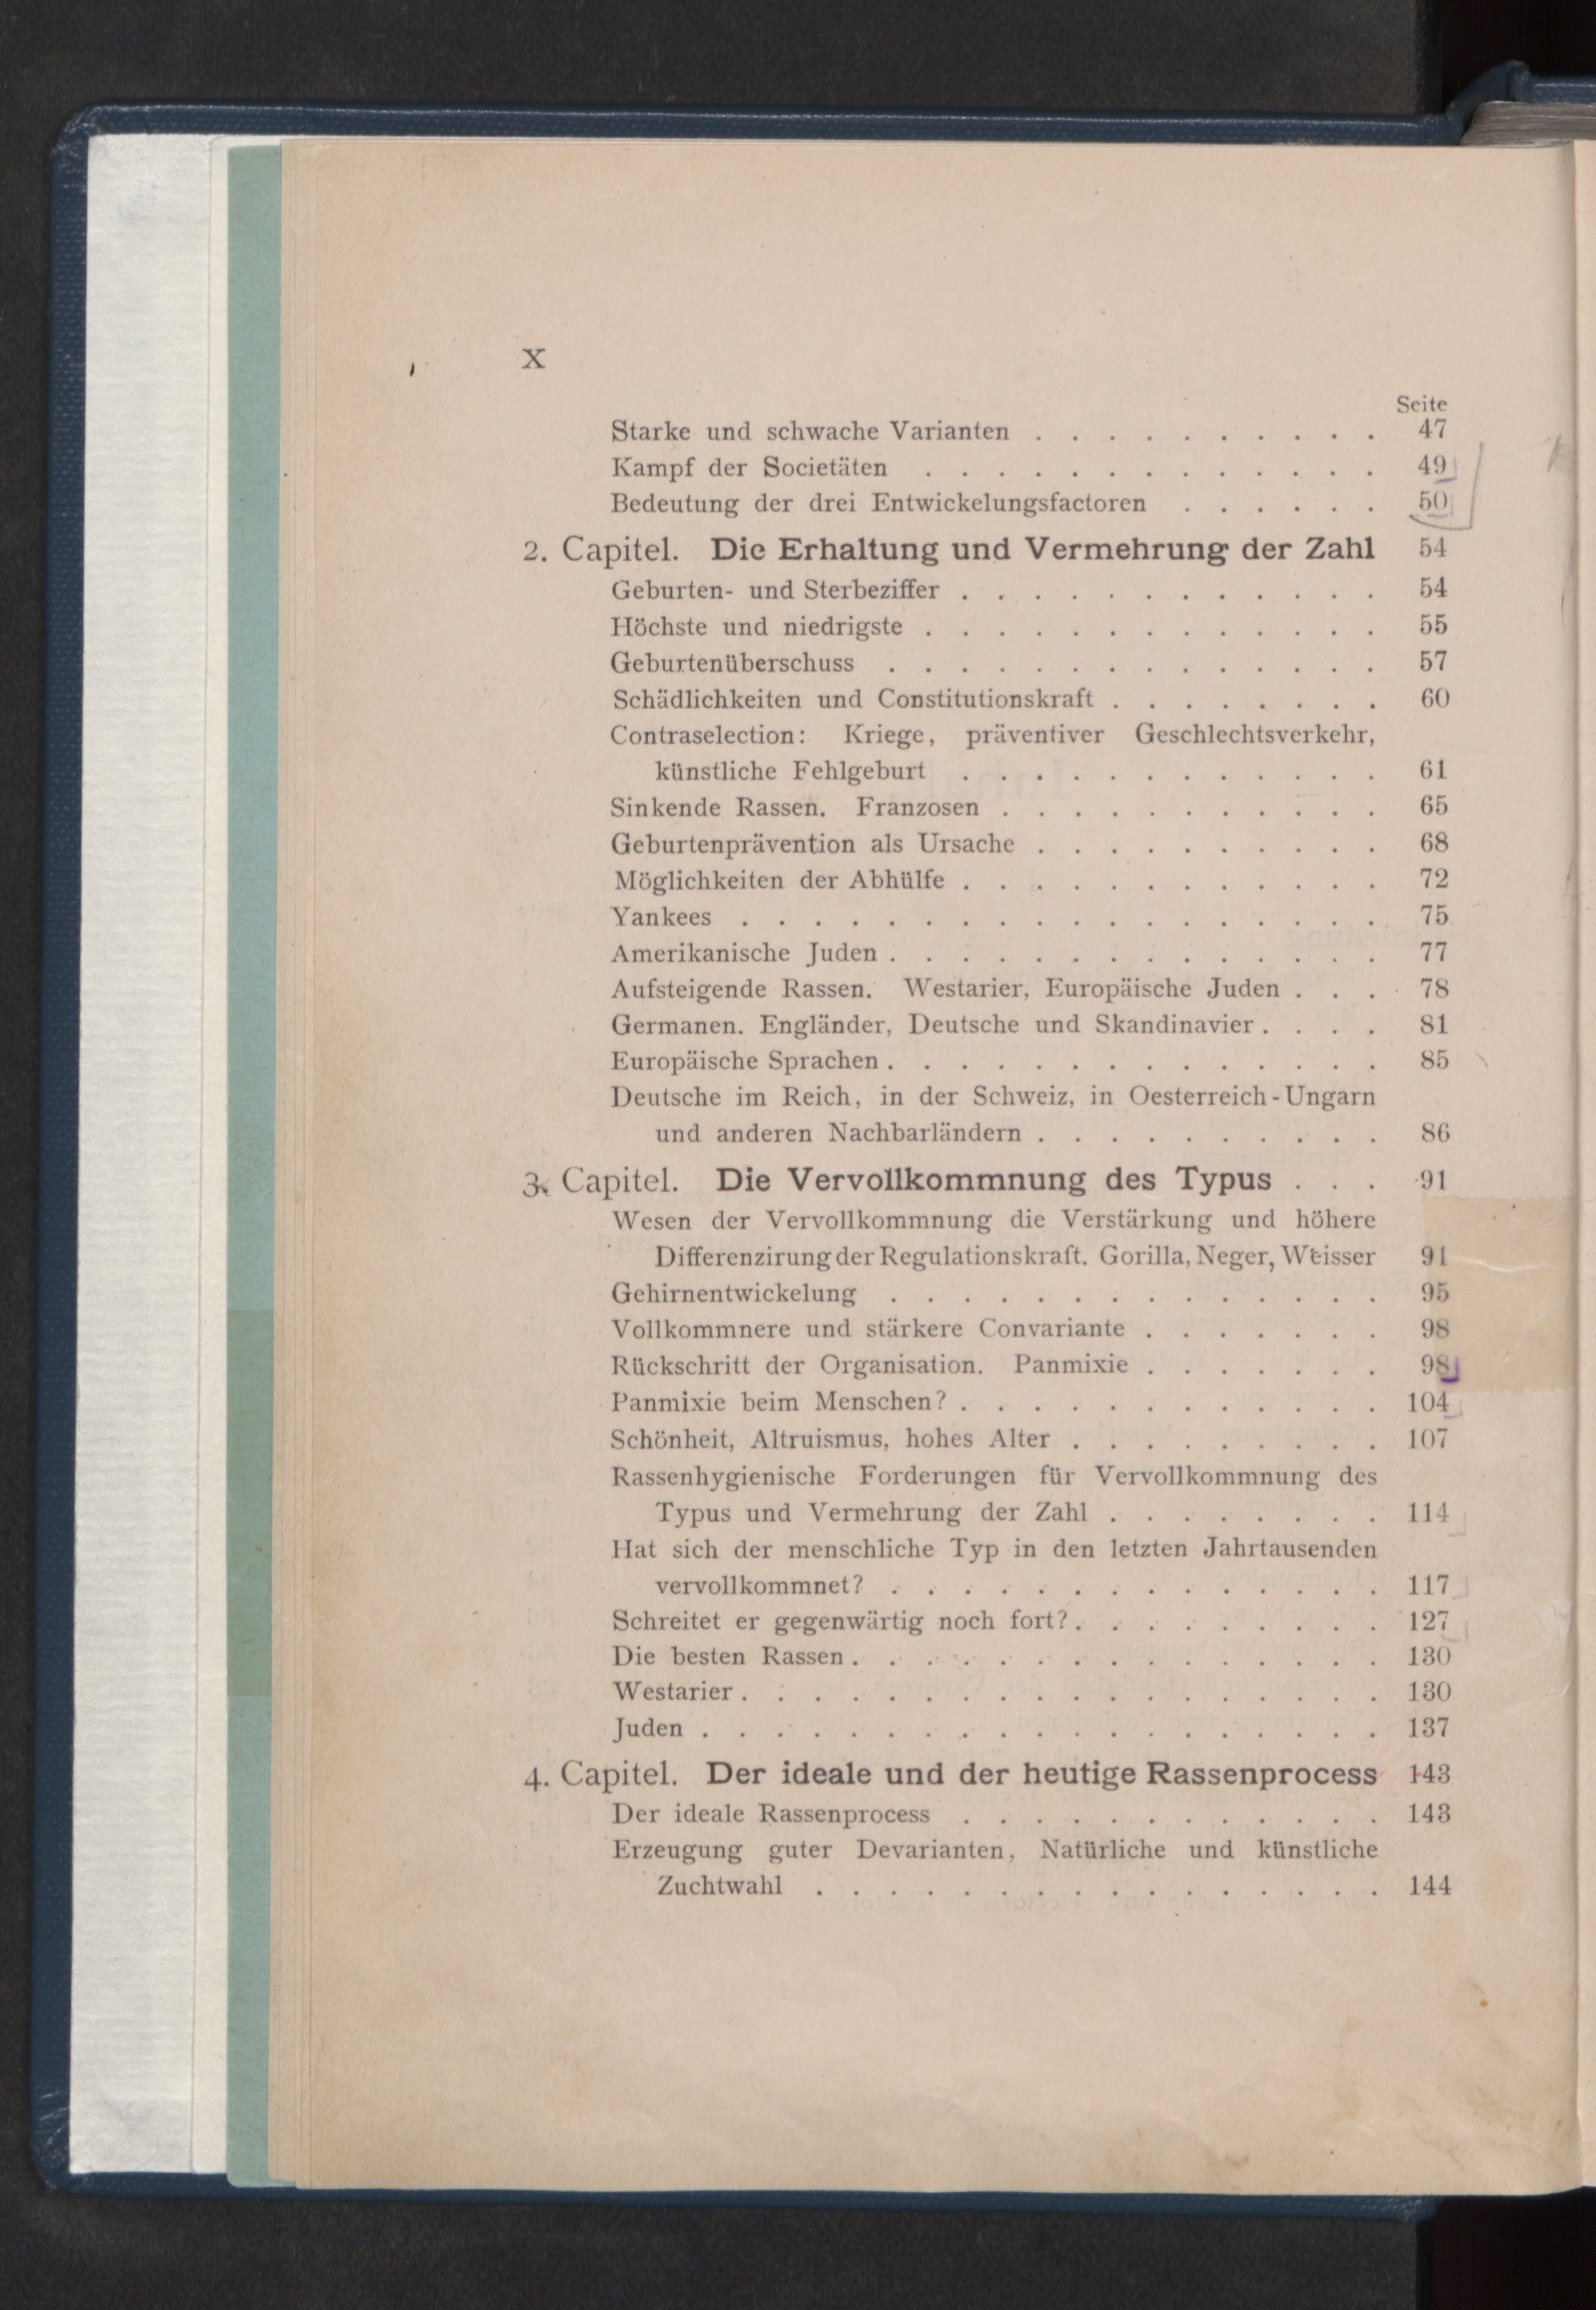 X
Seite
Starke und schwache Varianten . . . . . . . . . . 47
Kampf der Societäten . . . . . . . . . . . . . 49
Bedeutung der drei Entwickelungsfactoren . . . . . . 50
2. Capitel. Die Erhaltung und Vermehrung der Zahl 54
Geburten- und Sterbeziffer . . . . . . . . . . . . 54
Höchste und niedrigste . . . . . . . . . . . . . 55
Geburtenüberschuss . . . . . . . . . . . . . . 57
Schädlichkeiten und Constitutionskraft . . . . . . . . 60
Contraselection: Kriege, präventiver Geschlechtsverkehr,
künstliche Fehlgeburt . . . . . . . . . . . . 61
Sinkende Rassen. Franzosen . . . . . . . . . . . 65
Geburtenprävention als Ursache . . . . . . . . . . 68
Möglichkeiten der Abhülfe . . . . . . . . . . . . 72
Yankees . . . . . . . . . . . . . . . . . . 75
Amerikanische Juden . . . . . . . . . . . . . . 77
Aufsteigende Rassen. Westarier, Europäische Juden . . . 78
Germanen. Engländer, Deutsche und Skandinavier . . . . 81
Europäische Sprachen . . . . . . . . . . . . . . 85
Deutsche im Reich, in der Schweiz, in Oesterreich-Ungarn
und anderen Nachbarländern . . . . . . . . . . 86
3. Capitel. Die Vervollkommnung des Typus . . . 91
Wesen der Vervollkommnung die Verstärkung und höhere
Differenzirung der Regulationskraft. Gorilla, Neger, Weisser 91
Gehirnentwickelung . . . . . . . . . . . . . . 95
Vollkommnere und stärkere Convariante . . . . . . . 98
Rückschritt der Organisation. Panmixie . . . . . . . 98
Panmixie beim Menschen? . . . . . . . . . . . . 104
Schönheit, Altruismus, hohes Alter . . . . . . . . . 107
Rassenhygienische Forderungen für Vervollkommnung des
Typus und Vermehrung der Zahl . . . . . . . . 114
Hat sich der menschliche Typ in den letzten Jahrtausenden
vervollkommnet? . . . . . . . . . . . . . . 117
Schreitet er gegenwärtig noch fort? . . . . . . . . . 127
Die besten Rassen . . . . . . . . . . . . . . . 130
Westarier . . . . . . . . . . . . . . . . . . 130
Juden . . . . . . . . . . . . . . . . . . . 137
4. Capitel. Der ideale und der heutige Rassenprocess 143
Der ideale Rassenprocess . . . . . . . . . . . . 143
Erzeugung guter Devarianten, Natürliche und künstliche
Zuchtwahl . . . . . . . . . . . . . . . . 144